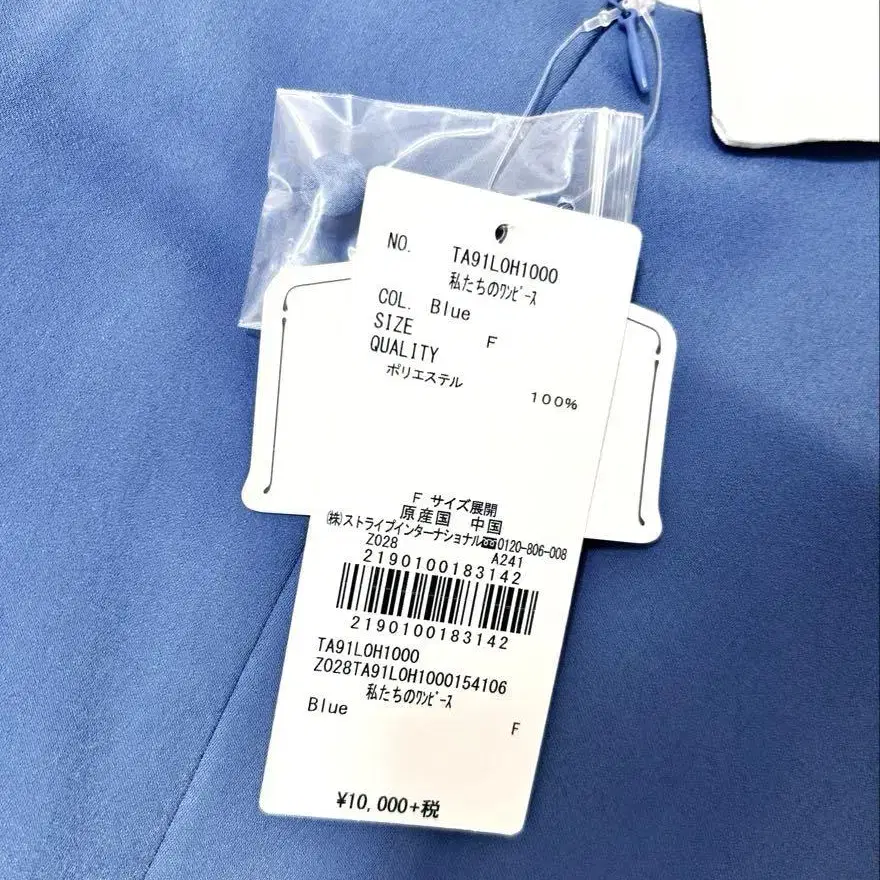 NO. TA91LOH1000
私たちのﾜﾝﾋﾟｰｽ
COL. Blue
SIZE F
QUALITY
ポリエステル
100%
F サイズ展開
原産国 中国
㈱ストライプインターナショナル☎0120-806-008
Z028 A241
2190100183142
2190100183142
TA91LOH1000
Z028TA91LOH1000154106
私たちのﾜﾝﾋﾟｰｽ
Blue F
¥10,000+税